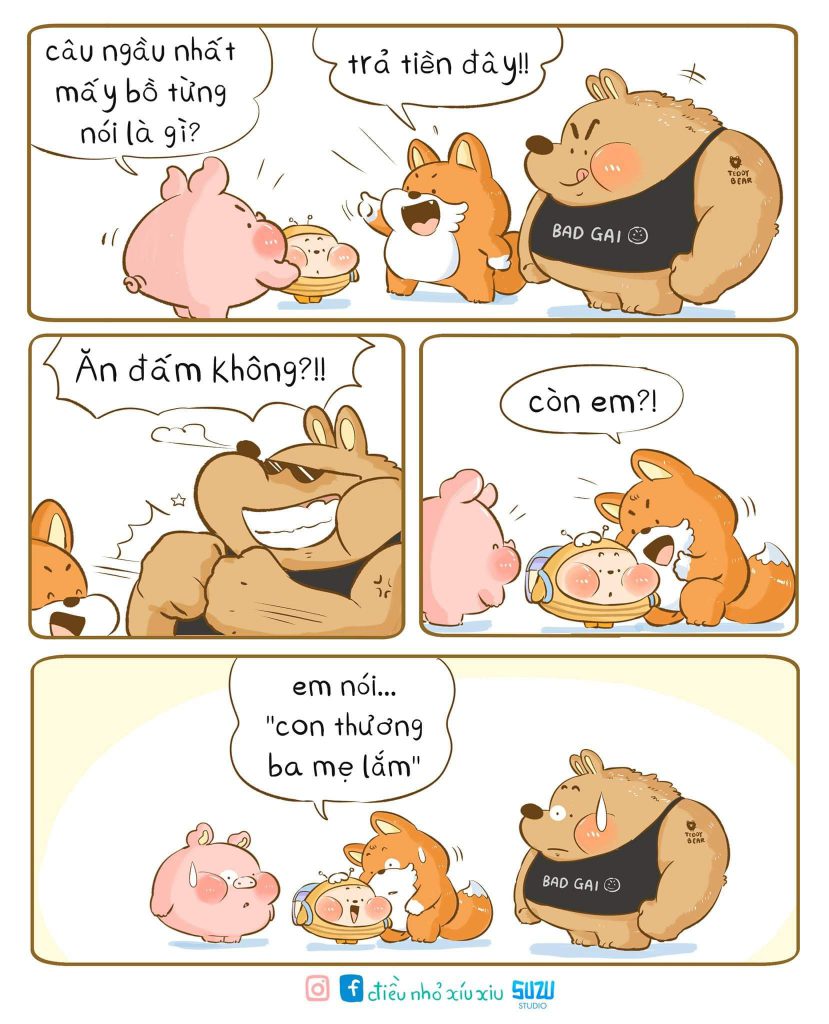 câu ngầu nhất
mấy bồ từng
nói là gì?
trả tiền đây!!
TEDDY
BEAR
BAD GAI
Ăn đấm không?!!
còn em?!
em nói...
"con thương
ba mẹ lắm"
TEDDY
BEAR
BAD GAI
điều nhỏ xíu xiu
SUZU
STUDIO